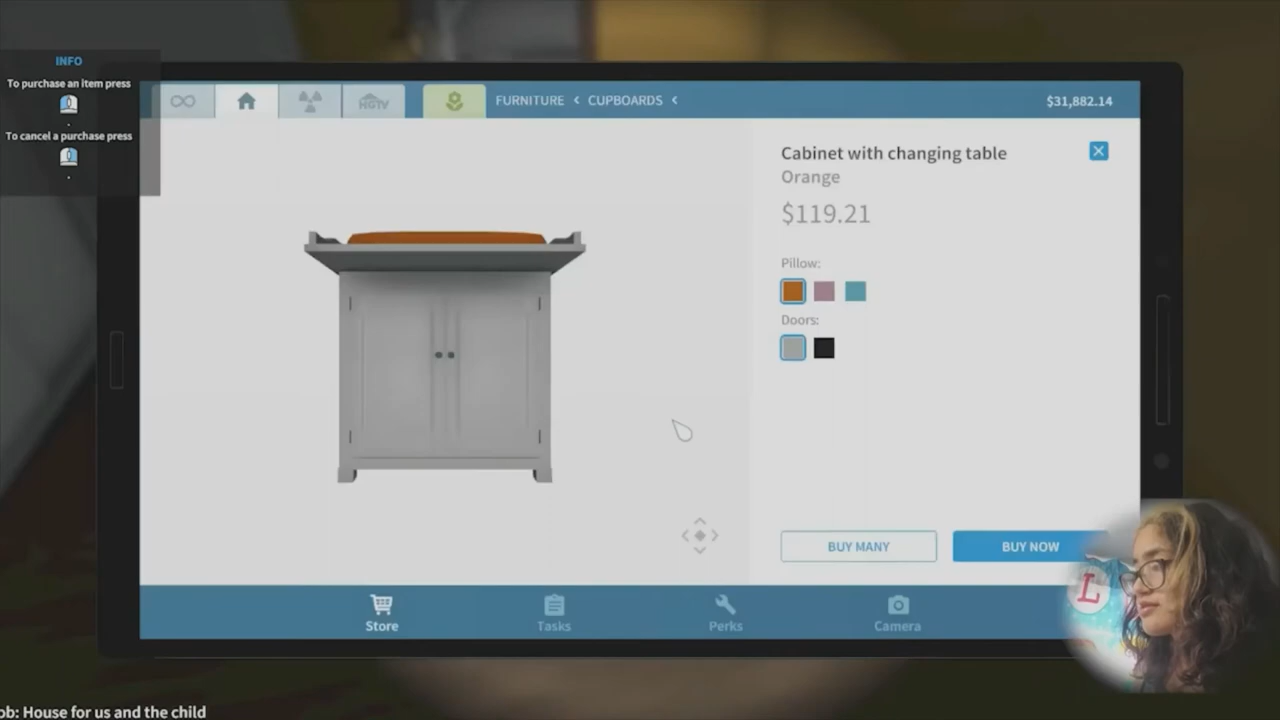 INFO
To purchase an item press
.
To cancel a purchase press
.
HGTV
FURNITURE < CUPBOARDS <
$31,882.14
Cabinet with changing table
Orange
$119.21
Pillow:
Doors:
BUY MANY
BUY NOW
L
Store
Tasks
Perks
Camera
ob: House for us and the child